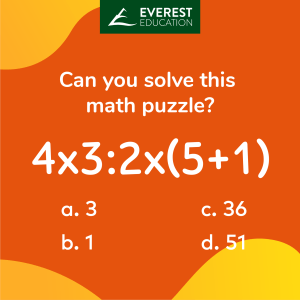 EVEREST
EDUCATION
Can you solve this
math puzzle?
4x3:2x(5+1)
a. 3
c. 36
b. 1
d. 51